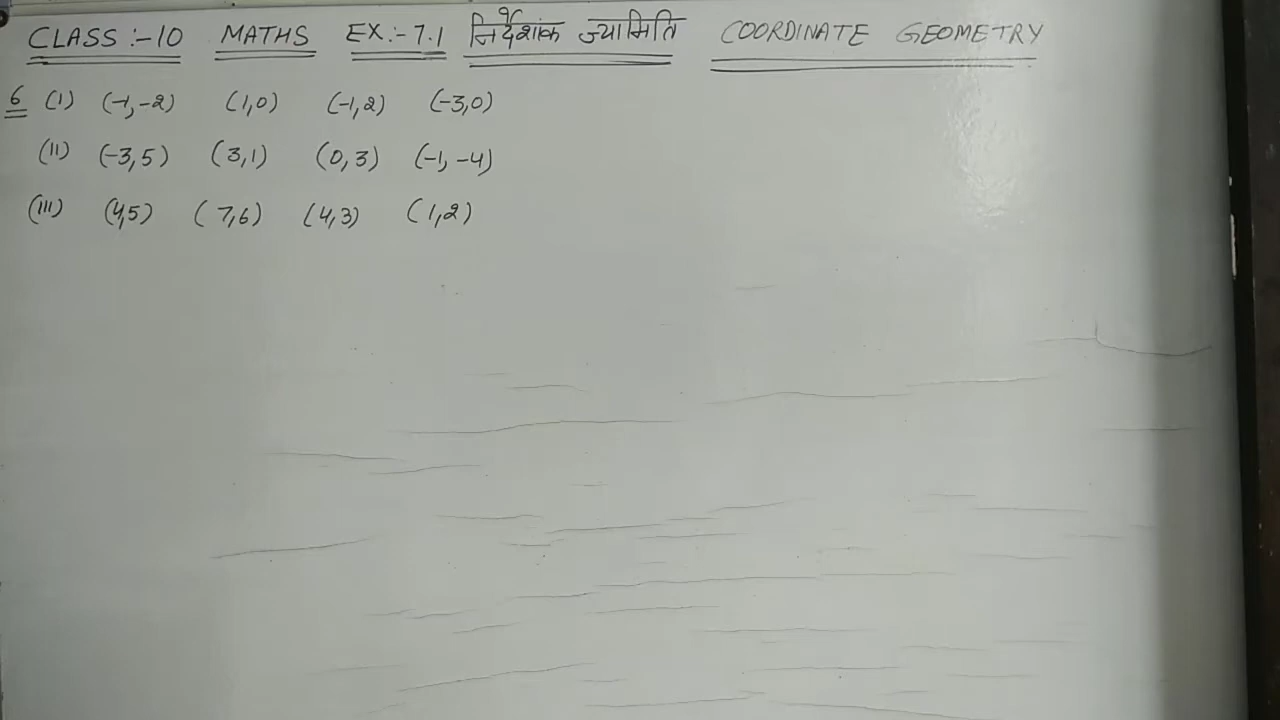 CLASS :- 10 MATHS EX :- 7.1 निर्देशांक ज्यामिति COORDINATE GEOMETRY
6 (I) (-1,-2) (1,0) (-1,2) (-3,0)
(II) (-3,5) (3,1) (0,3) (-1,-4)
(III) (4,5) (7,6) (4,3) (1,2)